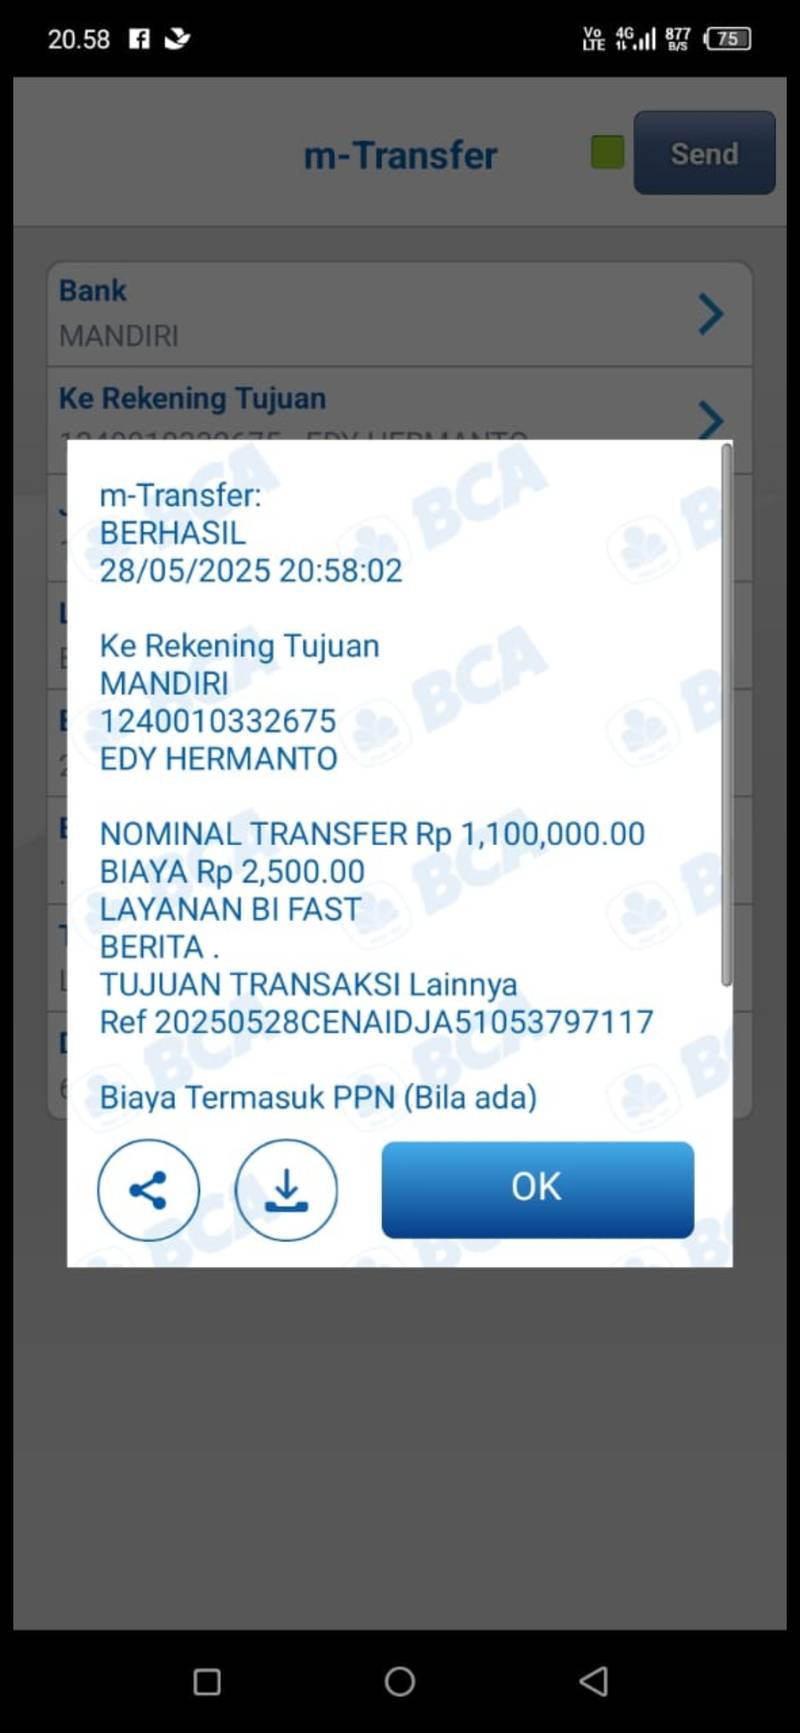 20.58
Vo LTE 4G 877 B/S 75
m-Transfer
Send
Bank
MANDIRI
Ke Rekening Tujuan
m-Transfer:
BERHASIL
28/05/2025 20:58:02
Ke Rekening Tujuan
MANDIRI
1240010332675
EDY HERMANTO
NOMINAL TRANSFER Rp 1,100,000.00
BIAYA Rp 2,500.00
LAYANAN BI FAST
BERITA .
TUJUAN TRANSAKSI Lainnya
Ref 20250528CENAIDJA51053797117
Biaya Termasuk PPN (Bila ada)
OK
BCA